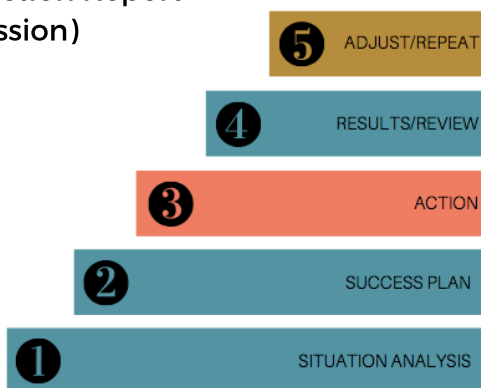 ssion)
5 ADJUST/REPEAT
4 RESULTS/REVIEW
3 ACTION
2 SUCCESS PLAN
1 SITUATION ANALYSIS